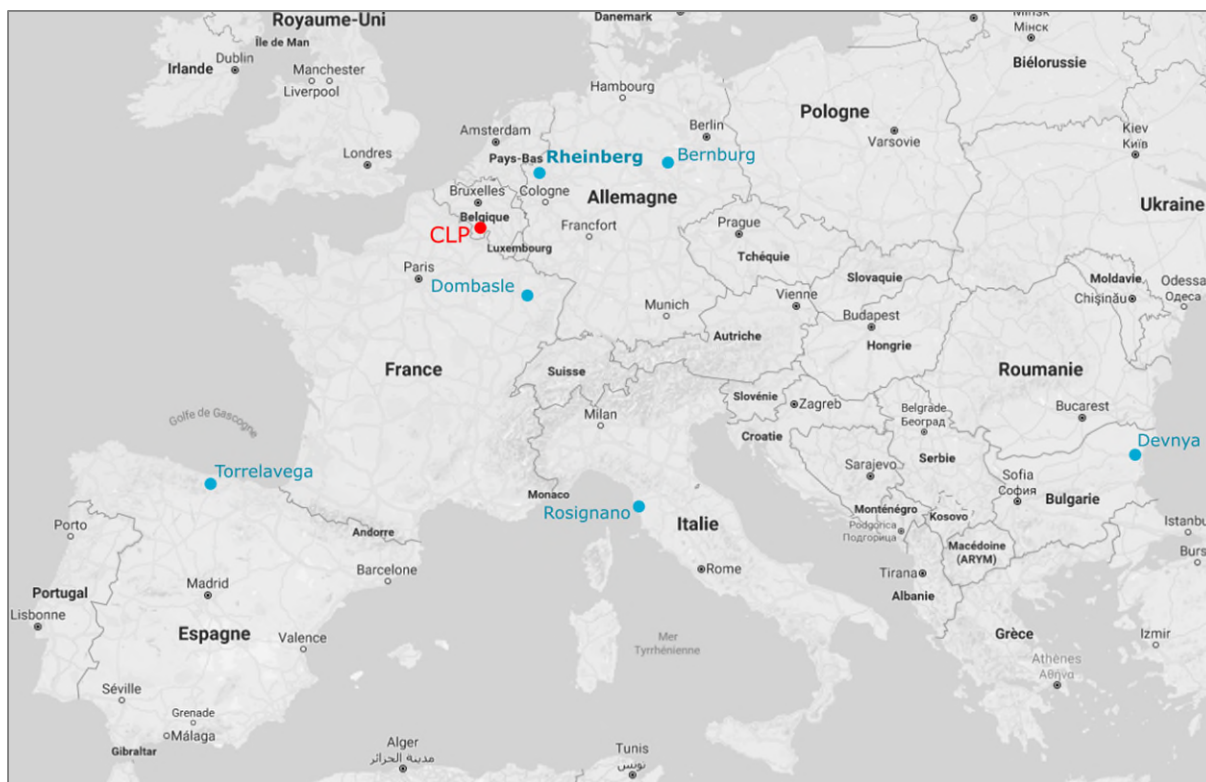 Royaume-Uni
Danemark
Minsk
Мінск
Île de Man
Dublin
Irlande
Manchester
Liverpool
Biélorussie
Hambourg
Pologne
Berlin
Amsterdam
Varsovie
Kiev
Київ
Londres
Pays-Bas
Rheinberg
Bernburg
Bruxelles
Cologne
Allemagne
Ukraine
Belgique
CLP
Francfort
Prague
Luxembourg
Tchéquie
Paris
Slovaquie
Moldavie
Odessa
Одеса
Dombasle
Munich
Vienne
Chişinău
Budapest
Autriche
Hongrie
France
Suisse
Roumanie
Slovénie
Zagreb
Milan
Belgrade
Београд
Bucarest
Golfe de Gascogne
Croatie
Devnya
Serbie
Torrelavega
Sarajevo
Sofia
София
Monaco
Bulgarie
Rosignano
Italie
Monténégro
Kosovo
Porto
Andorre
Podgorica
Подгорица
Istanbu
Macédoine
(ARYM)
Burs
Barcelone
Rome
Tirana
Madrid
Portugal
Albanie
Lisbonne
Espagne
Valence
Mer
Tyrrhénienne
Grèce
Izmir
Athènes
Αθήνα
Séville
Grenade
Málaga
Gibraltar
Alger
مدينة الجزائر
Tunis
تونس